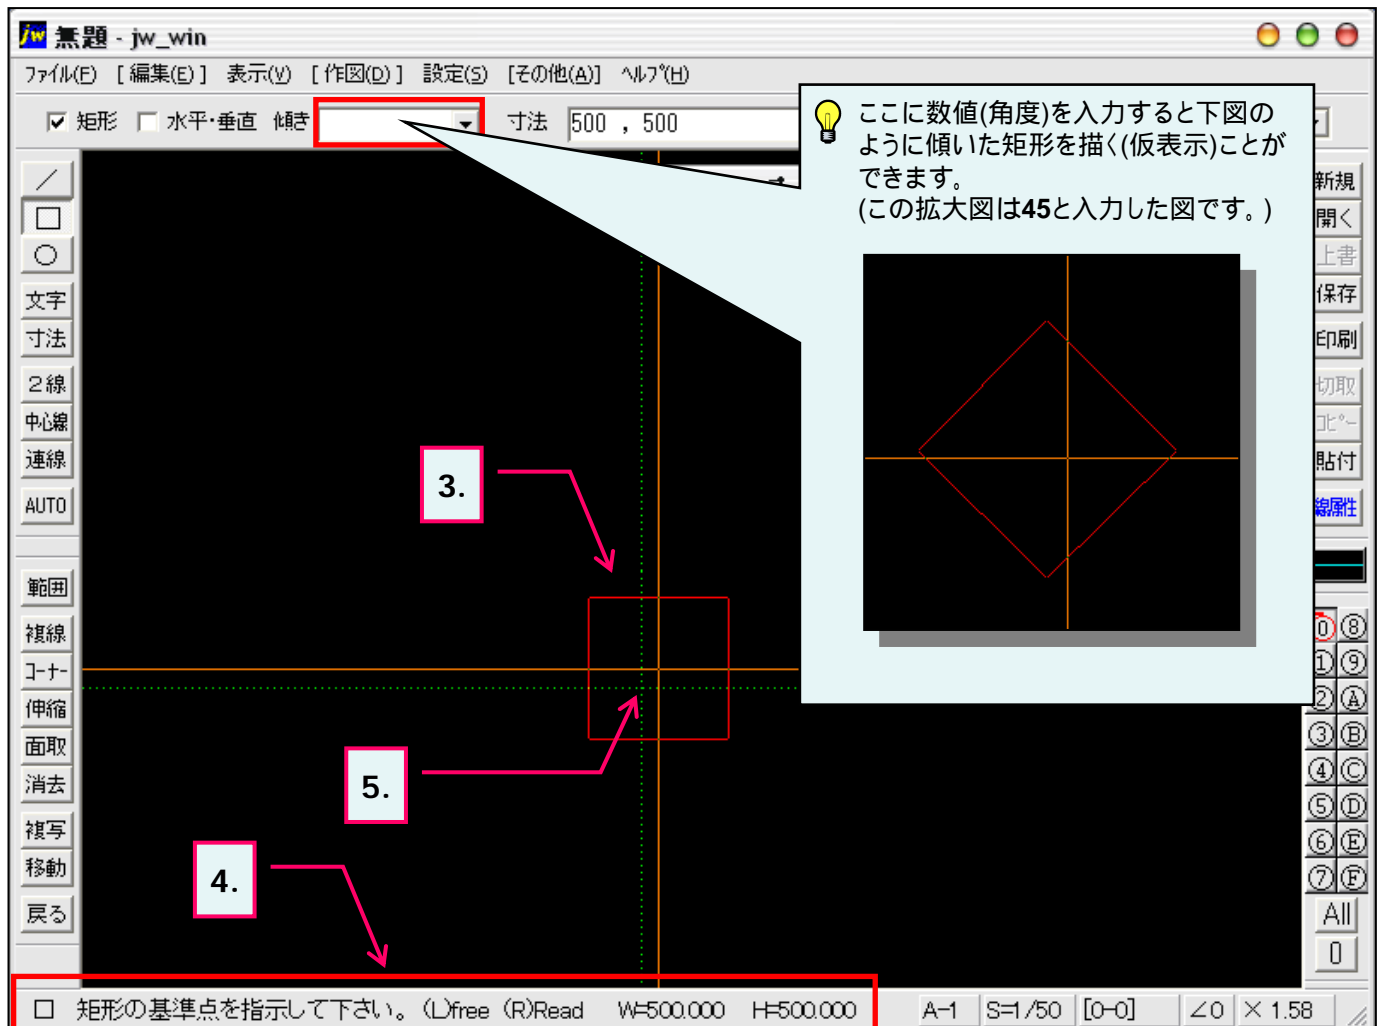 jw 無題 - jw_win
ﾌｧｲﾙ(F) [編集(E)] 表示(V) [作図(D)] 設定(S) [その他(A)] ﾍﾙﾌﾟ(H)
矩形 水平･垂直 傾き 寸法 500 , 500
ここに数値(角度)を入力すると下図の
ように傾いた矩形を描く(仮表示)ことが
できます。
(この拡大図は45と入力した図です。)
／
□
○
文字
寸法
２線
中心線
連線
AUTO
範囲
複線
ｺｰﾅｰ
伸縮
面取
消去
複写
移動
戻る
3.
5.
4.
新規
開く
上書
保存
印刷
切取
ｺﾋﾟｰ
貼付
線属性
0 ⑧
① ⑨
② Ⓐ
③ Ⓑ
④ Ⓒ
⑤ Ⓓ
⑥ Ⓔ
⑦ Ⓕ
All
0
□ 矩形の基準点を指示して下さい。 (L)free (R)Read W=500.000 H=500.000 A-1 S=1/50 [0-0] ∠0 × 1.58